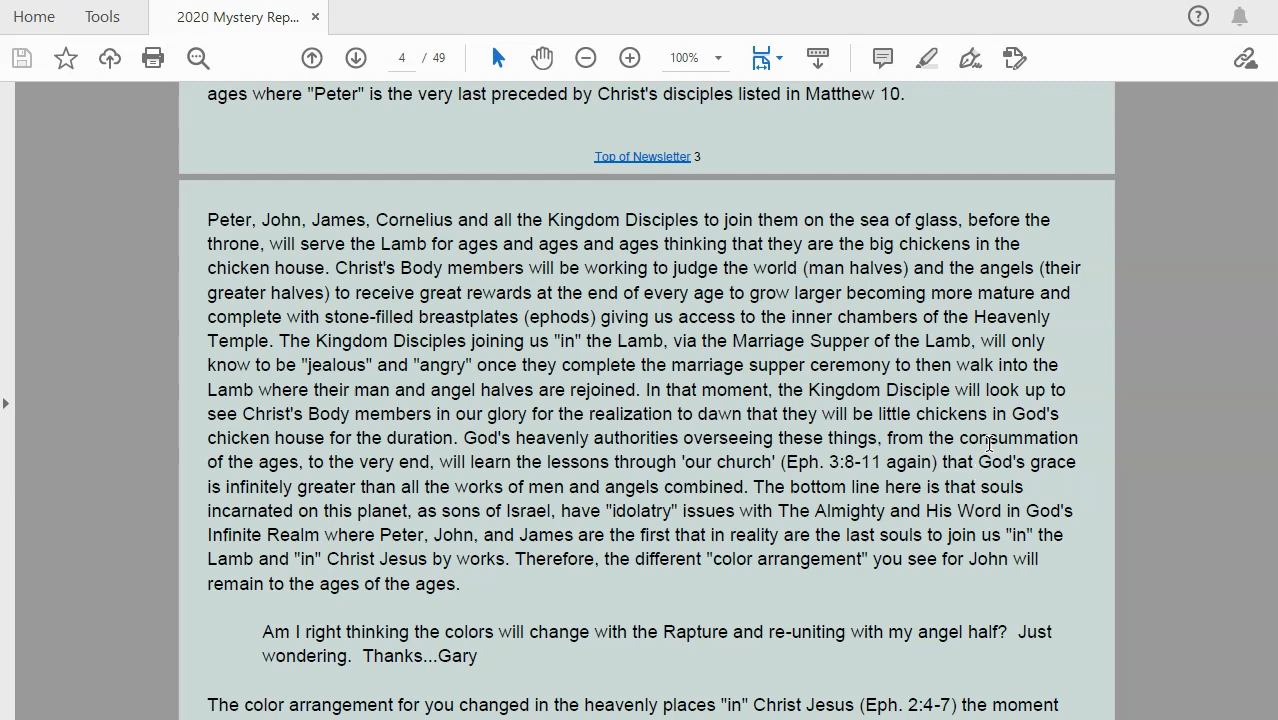 Home Tools 2020 Mystery Rep... ×
4 / 49 100%
ages where "Peter" is the very last preceded by Christ's disciples listed in Matthew 10.
Top of Newsletter 3
Peter, John, James, Cornelius and all the Kingdom Disciples to join them on the sea of glass, before the
throne, will serve the Lamb for ages and ages and ages thinking that they are the big chickens in the
chicken house. Christ's Body members will be working to judge the world (man halves) and the angels (their
greater halves) to receive great rewards at the end of every age to grow larger becoming more mature and
complete with stone-filled breastplates (ephods) giving us access to the inner chambers of the Heavenly
Temple. The Kingdom Disciples joining us "in" the Lamb, via the Marriage Supper of the Lamb, will only
know to be "jealous" and "angry" once they complete the marriage supper ceremony to then walk into the
Lamb where their man and angel halves are rejoined. In that moment, the Kingdom Disciple will look up to
see Christ's Body members in our glory for the realization to dawn that they will be little chickens in God's
chicken house for the duration. God's heavenly authorities overseeing these things, from the consummation
of the ages, to the very end, will learn the lessons through 'our church' (Eph. 3:8-11 again) that God's grace
is infinitely greater than all the works of men and angels combined. The bottom line here is that souls
incarnated on this planet, as sons of Israel, have "idolatry" issues with The Almighty and His Word in God's
Infinite Realm where Peter, John, and James are the first that in reality are the last souls to join us "in" the
Lamb and "in" Christ Jesus by works. Therefore, the different "color arrangement" you see for John will
remain to the ages of the ages.
Am I right thinking the colors will change with the Rapture and re-uniting with my angel half? Just
wondering. Thanks...Gary
The color arrangement for you changed in the heavenly places "in" Christ Jesus (Eph. 2:4-7) the moment